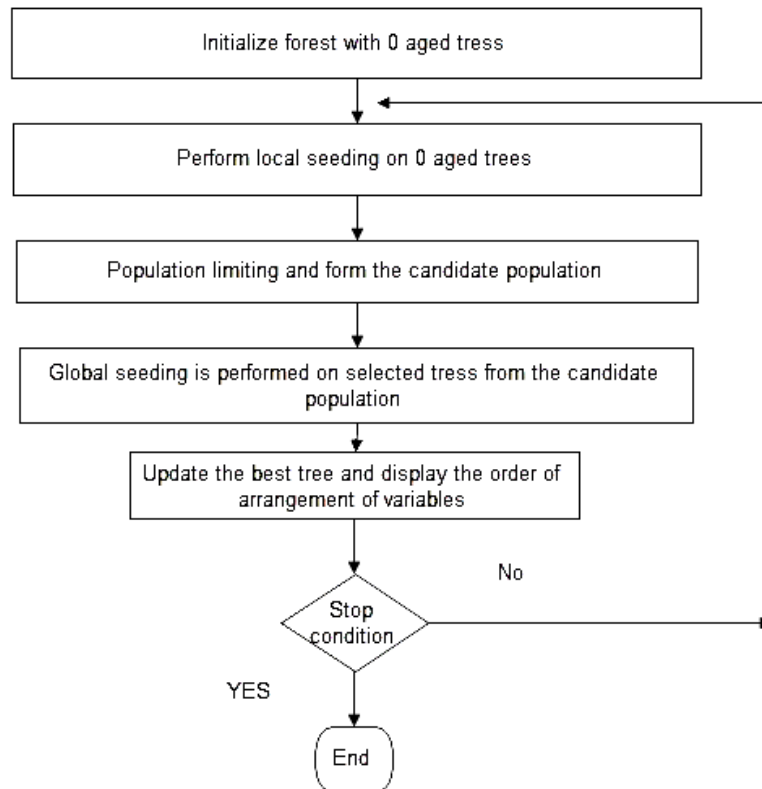 Initialize forest with 0 aged tress
Perform local seeding on 0 aged trees
Population limiting and form the candidate population
Global seeding is performed on selected tress from the candidate
population
Update the best tree and display the order of
arrangement of variables
No
Stop
condition
YES
End